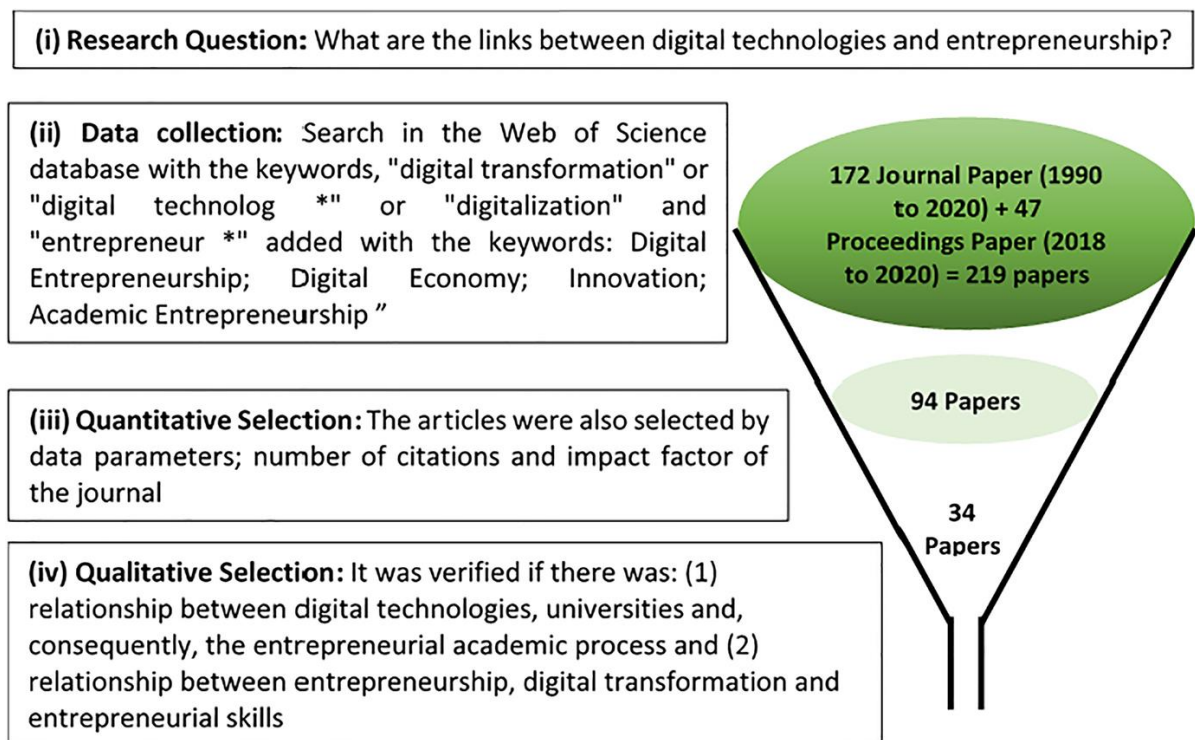 (i) Research Question: What are the links between digital technologies and entrepreneurship?
(ii) Data collection: Search in the Web of Science
database with the keywords, "digital transformation" or
"digital technolog *" or "digitalization" and
"entrepreneur *" added with the keywords: Digital
Entrepreneurship; Digital Economy; Innovation;
Academic Entrepreneurship ”
172 Journal Paper (1990
to 2020) + 47
Proceedings Paper (2018
to 2020) = 219 papers
(iii) Quantitative Selection: The articles were also selected by
data parameters; number of citations and impact factor of
the journal
94 Papers
(iv) Qualitative Selection: It was verified if there was: (1)
relationship between digital technologies, universities and,
consequently, the entrepreneurial academic process and (2)
relationship between entrepreneurship, digital transformation and
entrepreneurial skills
34
Papers